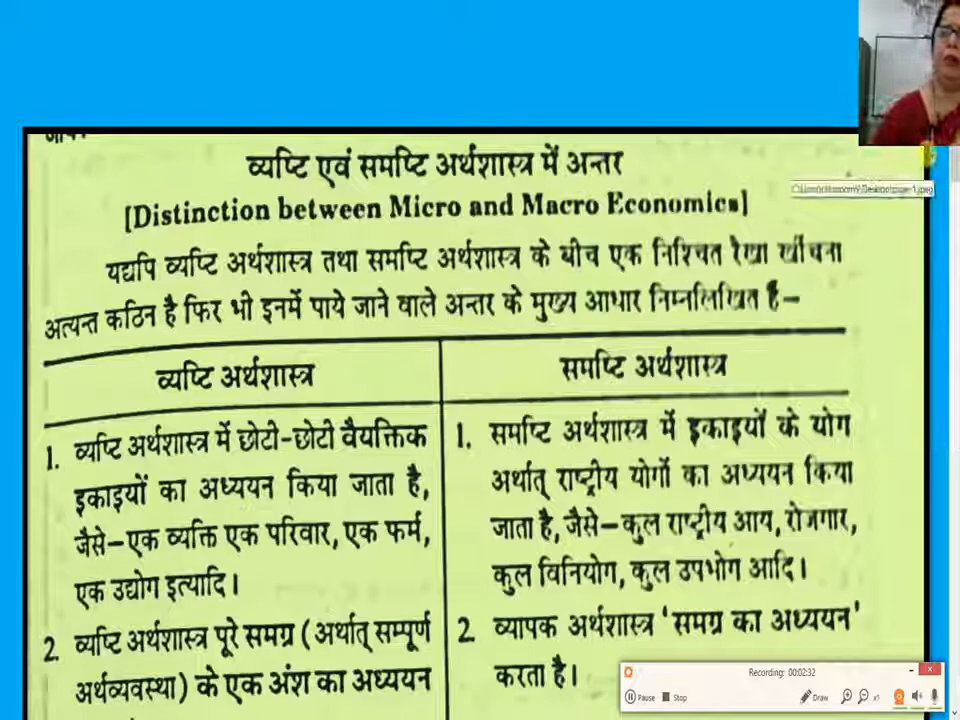 व्यष्टि एवं समष्टि अर्थशास्त्र में अन्तर
[Distinction between Micro and Macro Economics]
यद्यपि व्यष्टि अर्थशास्त्र तथा समष्टि अर्थशास्त्र के बीच एक निश्चित रेखा खींचना
अत्यन्त कठिन है फिर भी इनमें पाये जाने वाले अन्तर के मुख्य आधार निम्नलिखित हैं–
व्यष्टि अर्थशास्त्र
1. व्यष्टि अर्थशास्त्र में छोटी-छोटी वैयक्तिक
इकाइयों का अध्ययन किया जाता है,
जैसे–एक व्यक्ति एक परिवार, एक फर्म,
एक उद्योग इत्यादि।
2. व्यष्टि अर्थशास्त्र पूरे समग्र (अर्थात् सम्पूर्ण
अर्थव्यवस्था) के एक अंश का अध्ययन
समष्टि अर्थशास्त्र
1. समष्टि अर्थशास्त्र में इकाइयों के योग
अर्थात् राष्ट्रीय योगों का अध्ययन किया
जाता है, जैसे–कुल राष्ट्रीय आय, रोजगार,
कुल विनियोग, कुल उपभोग आदि।
2. व्यापक अर्थशास्त्र 'समग्र का अध्ययन'
करता है।
Recording: 00:02:32
Pause Stop Draw x1